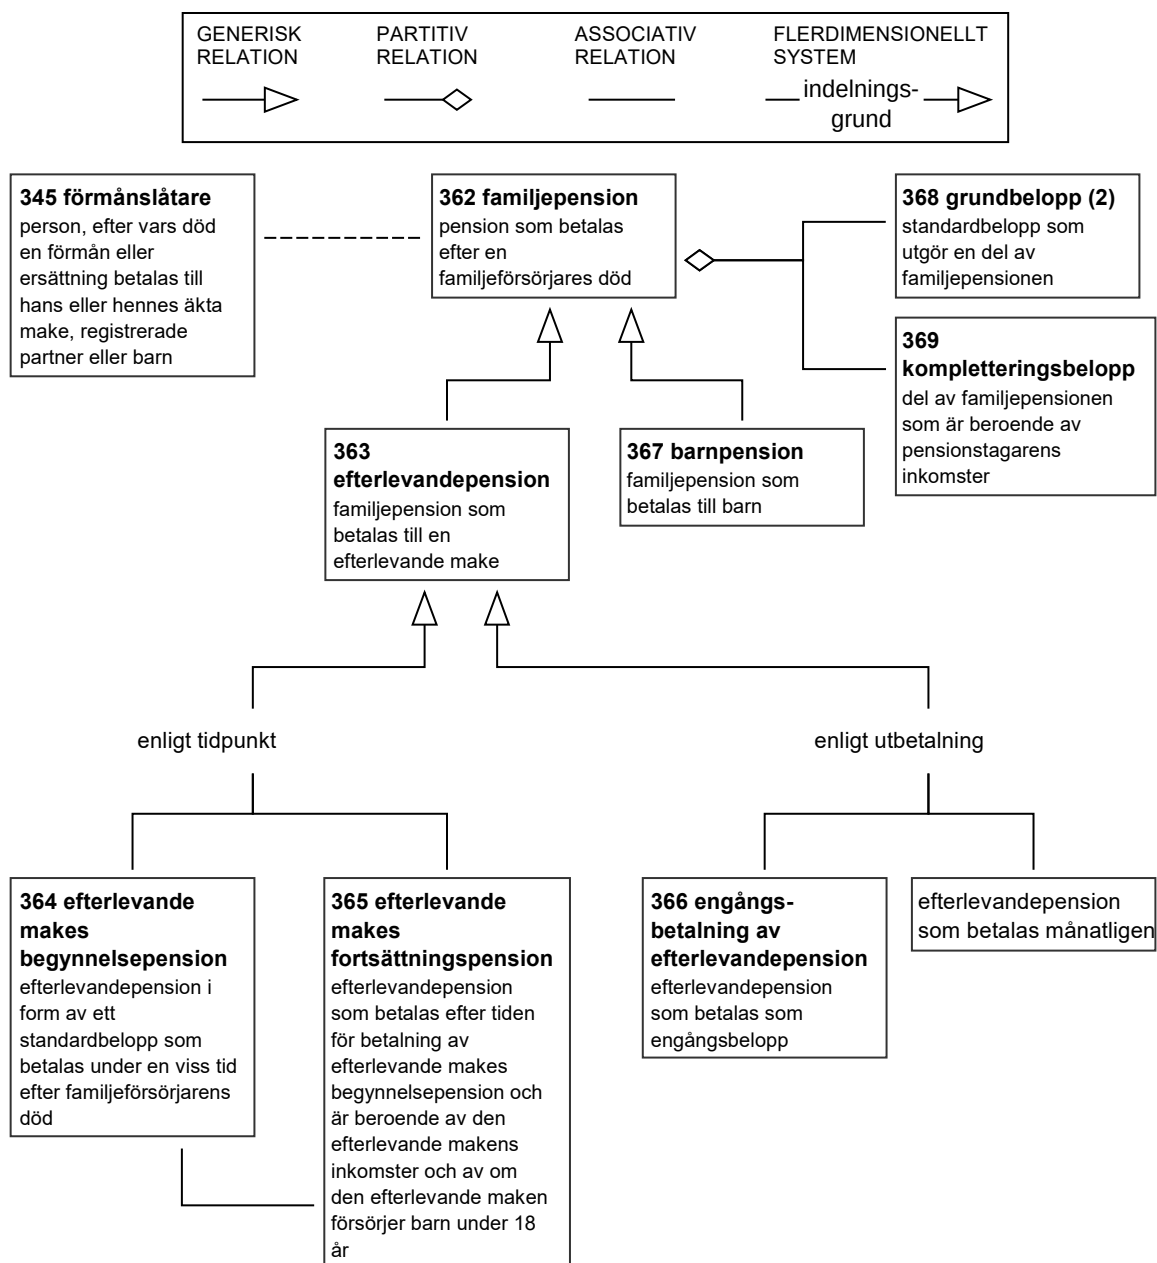 GENERISK
RELATION
PARTITIV
RELATION
ASSOCIATIV
RELATION
FLERDIMENSIONELLT
SYSTEM
indelnings-
grund
345 förmånslåtare
person, efter vars död
en förmån eller
ersättning betalas till
hans eller hennes äkta
make, registrerade
partner eller barn
362 familjepension
pension som betalas
efter en
familjeförsörjares död
368 grundbelopp (2)
standardbelopp som
utgör en del av
familjepensionen
369
kompletteringsbelopp
del av familjepensionen
som är beroende av
pensionstagarens
inkomster
363
efterlevandepension
familjepension som
betalas till en
efterlevande make
367 barnpension
familjepension som
betalas till barn
enligt tidpunkt
enligt utbetalning
364 efterlevande
makes
begynnelsepension
efterlevandepension i
form av ett
standardbelopp som
betalas under en viss tid
efter familjeförsörjarens
död
365 efterlevande
makes
fortsättningspension
efterlevandepension
som betalas efter tiden
för betalning av
efterlevande makes
begynnelsepension och
är beroende av den
efterlevande makens
inkomster och av om
den efterlevande maken
försörjer barn under 18
år
366 engångs-
betalning av
efterlevandepension
efterlevandepension
som betalas som
engångsbelopp
efterlevandepension
som betalas månatligen